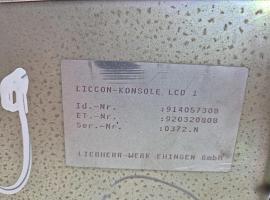 LICCON-KONSOLE LCD 1
Id.-Nr. :914057308
ET.-Nr. :920320808
Ser.-Nr. :0372.N
LIEBHERR-WERK EHINGEN GmbH